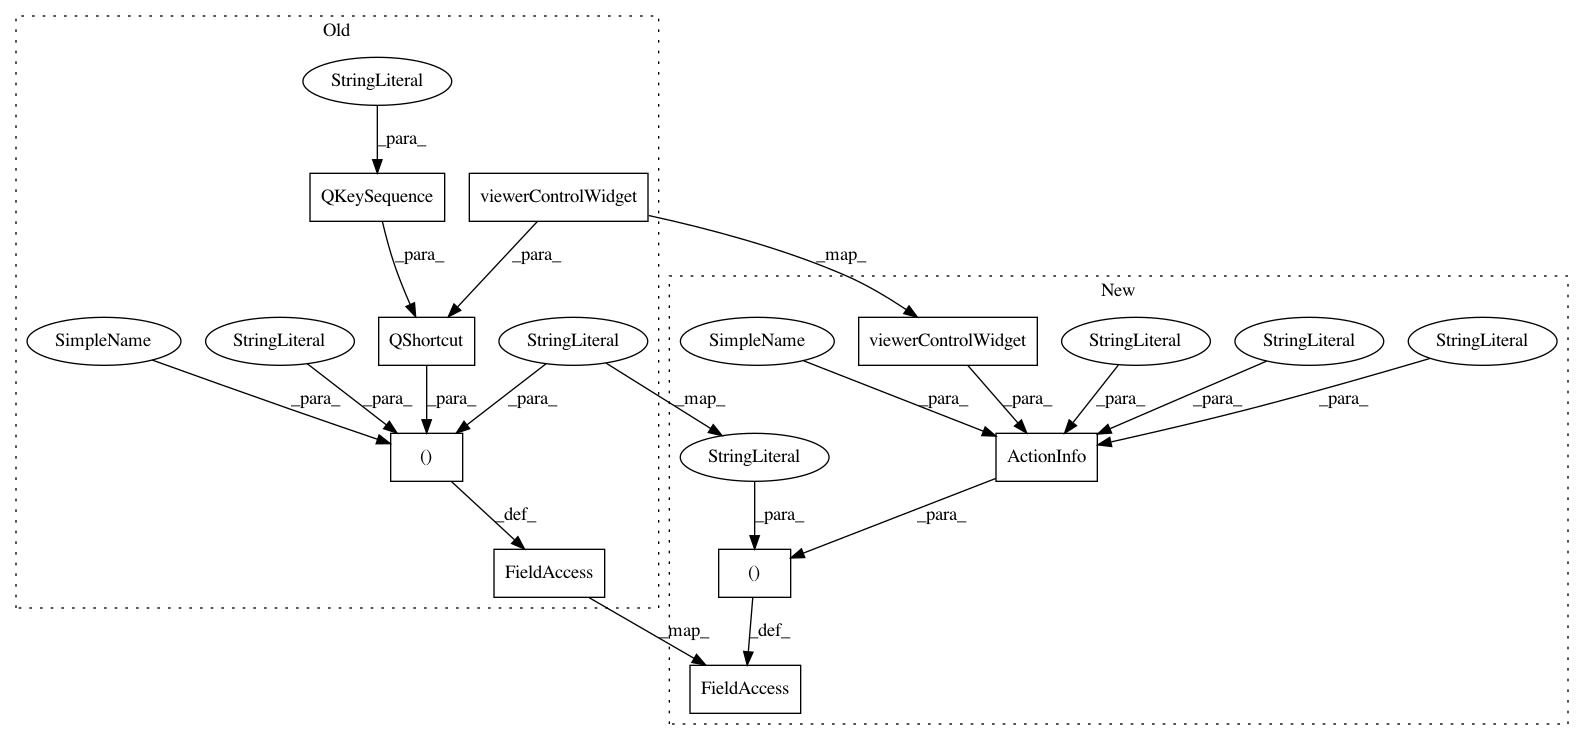 Old
StringLiteral
_para_
QKeySequence
viewerControlWidget
_para_
_para_
_map_
New
SimpleName
StringLiteral
QShortcut
StringLiteral
SimpleName
viewerControlWidget
StringLiteral
StringLiteral
StringLiteral
_para_
_para_
_para_
_para_
_map_
_para_
_para_
_para_
_para_
_para_
()
StringLiteral
ActionInfo
_def_
_para_
_para_
FieldAccess
()
_map_
_def_
FieldAccess